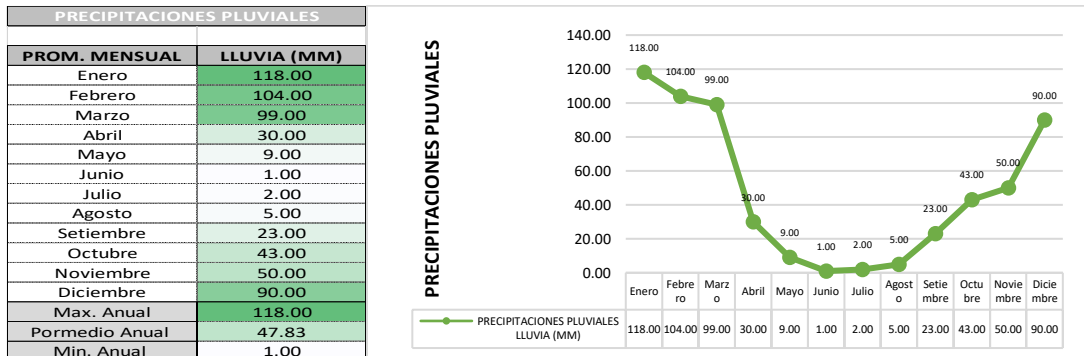 PRECIPITACIONES PLUVIALES
PROM. MENSUAL LLUVIA (MM)
Enero 118.00
Febrero 104.00
Marzo 99.00
Abril 30.00
Mayo 9.00
Junio 1.00
Julio 2.00
Agosto 5.00
Setiembre 23.00
Octubre 43.00
Noviembre 50.00
Diciembre 90.00
Max. Anual 118.00
Pormedio Anual 47.83
Min. Anual 1.00
PRECIPITACIONES PLUVIALES
140.00
120.00
100.00
80.00
60.00
40.00
20.00
0.00
118.00
104.00
99.00
30.00
9.00
1.00
2.00
5.00
23.00
43.00
50.00
90.00
Enero Febre Marz Abril Mayo Junio Julio Agost Setie Octu Novie Dicie
ro o o mbre bre mbre mbre
PRECIPITACIONES PLUVIALES
LLUVIA (MM)
118.00 104.00 99.00 30.00 9.00 1.00 2.00 5.00 23.00 43.00 50.00 90.00